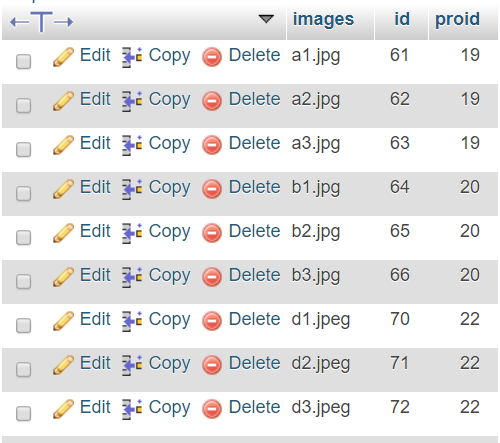 images id proid
Edit Copy Delete a1.jpg 61 19
Edit Copy Delete a2.jpg 62 19
Edit Copy Delete a3.jpg 63 19
Edit Copy Delete b1.jpg 64 20
Edit Copy Delete b2.jpg 65 20
Edit Copy Delete b3.jpg 66 20
Edit Copy Delete d1.jpeg 70 22
Edit Copy Delete d2.jpeg 71 22
Edit Copy Delete d3.jpeg 72 22